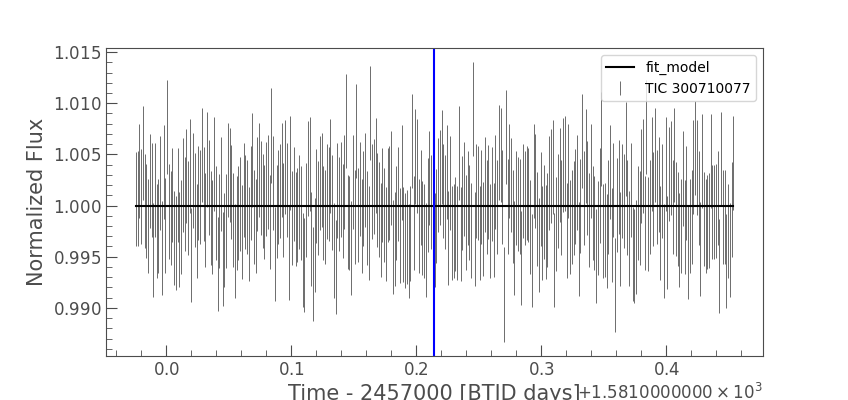 1.015
1.010
1.005
1.000
0.995
0.990
Normalized Flux
fit_model
TIC 300710077
0.0 0.1 0.2 0.3 0.4
Time - 2457000 [BTJD days]
+1.5810000000 × 10³